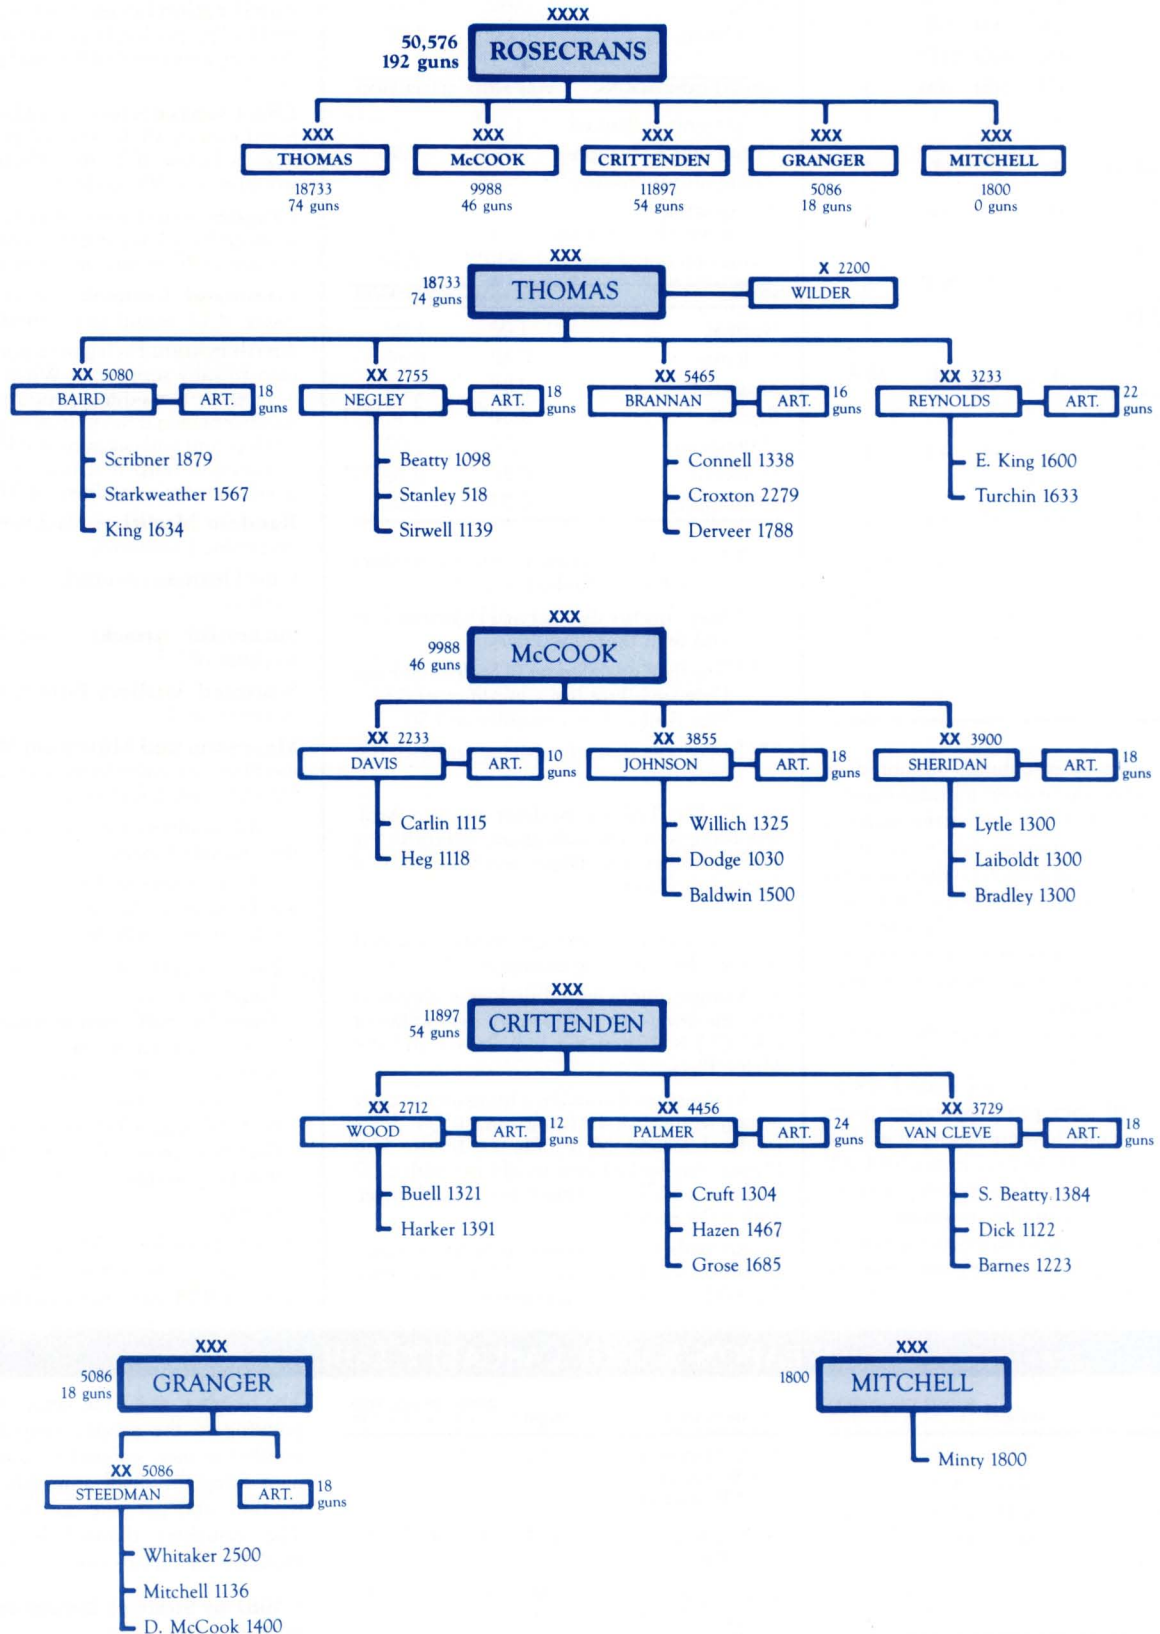 XXXX
50,576
192 guns
ROSECRANS
XXX XXX XXX XXX XXX
THOMAS McCOOK CRITTENDEN GRANGER MITCHELL
18733 9988 11897 5086 1800
74 guns 46 guns 54 guns 18 guns 0 guns
XXX
18733
74 guns
THOMAS
X 2200
WILDER
XX 5080 XX 2755 XX 5465 XX 3233
BAIRD ART. 18 guns NEGLEY ART. 18 guns BRANNAN ART. 16 guns REYNOLDS ART. 22 guns
Scribner 1879 Beatty 1098 Connell 1338 E. King 1600
Starkweather 1567 Stanley 518 Croxton 2279 Turchin 1633
King 1634 Sirwell 1139 Derveer 1788
XXX
9988
46 guns
McCOOK
XX 2233 XX 3855 XX 3900
DAVIS ART. 10 guns JOHNSON ART. 18 guns SHERIDAN ART. 18 guns
Carlin 1115 Willich 1325 Lytle 1300
Heg 1118 Dodge 1030 Laiboldt 1300
Baldwin 1500 Bradley 1300
XXX
11897
54 guns
CRITTENDEN
XX 2712 XX 4456 XX 3729
WOOD ART. 12 guns PALMER ART. 24 guns VAN CLEVE ART. 18 guns
Buell 1321 Cruft 1304 S. Beatty 1384
Harker 1391 Hazen 1467 Dick 1122
Grose 1685 Barnes 1223
XXX XXX
5086
18 guns
GRANGER
1800
MITCHELL
Minty 1800
XX 5086
STEEDMAN ART. 18 guns
Whitaker 2500
Mitchell 1136
D. McCook 1400